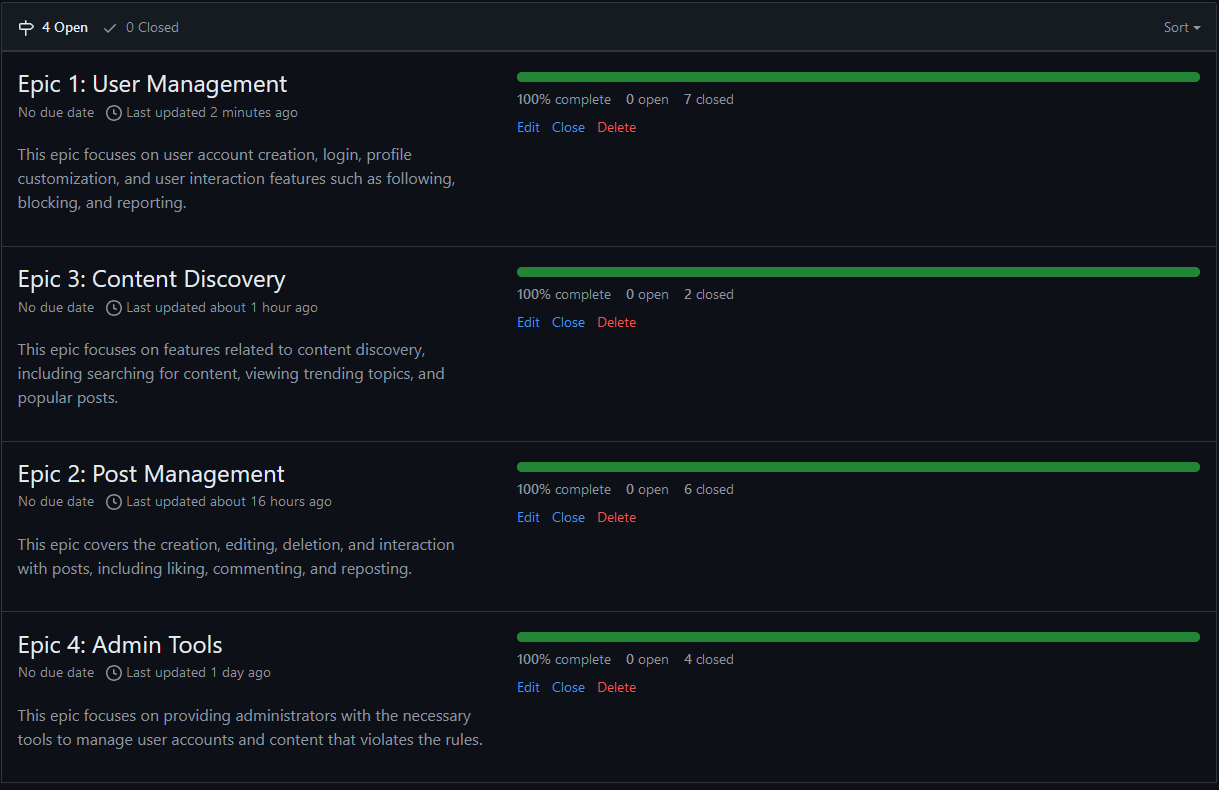 4 Open 0 Closed Sort
Epic 1: User Management
No due date Last updated 2 minutes ago
This epic focuses on user account creation, login, profile
customization, and user interaction features such as following,
blocking, and reporting.
100% complete 0 open 7 closed
Edit Close Delete
Epic 3: Content Discovery
No due date Last updated about 1 hour ago
This epic focuses on features related to content discovery,
including searching for content, viewing trending topics, and
popular posts.
100% complete 0 open 2 closed
Edit Close Delete
Epic 2: Post Management
No due date Last updated about 16 hours ago
This epic covers the creation, editing, deletion, and interaction
with posts, including liking, commenting, and reposting.
100% complete 0 open 6 closed
Edit Close Delete
Epic 4: Admin Tools
No due date Last updated 1 day ago
This epic focuses on providing administrators with the necessary
tools to manage user accounts and content that violates the rules.
100% complete 0 open 4 closed
Edit Close Delete